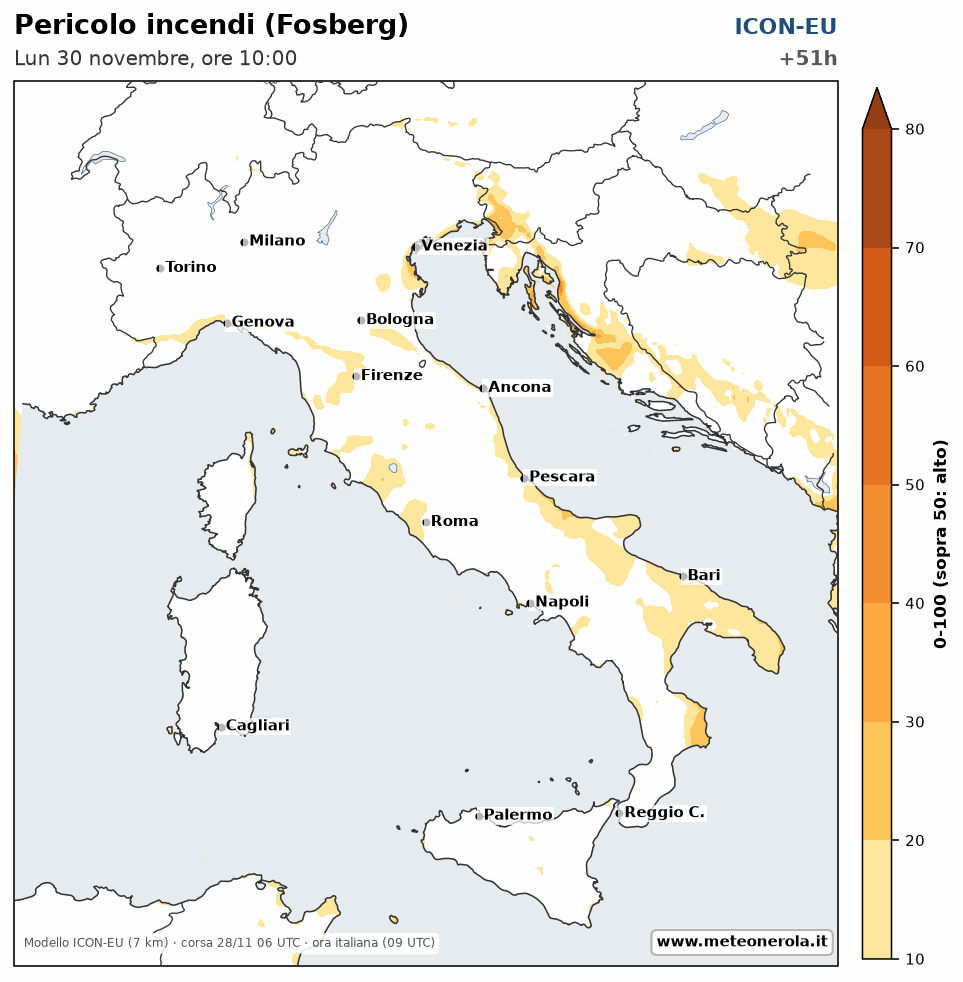 Pericolo incendi (Fosberg)
ICON-EU
Lun 30 novembre, ore 10:00
+51h
80
70
60
50
40
30
20
10
0-100 (sopra 50: alto)
Milano
Venezia
Torino
Genova
Bologna
Firenze
Ancona
Pescara
Roma
Bari
Napoli
Cagliari
Palermo
Reggio C.
Modello ICON-EU (7 km) · corsa 28/11 06 UTC · ora italiana (09 UTC)
www.meteonerola.it